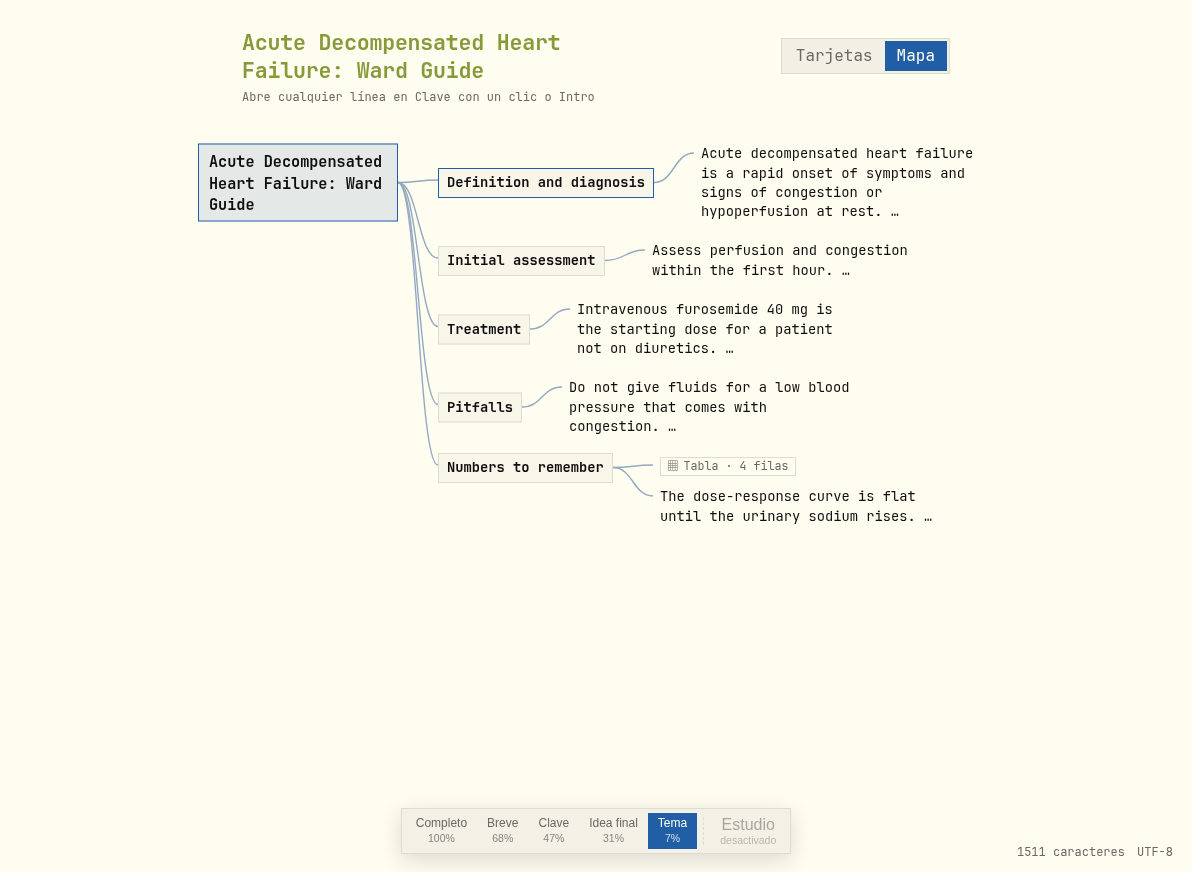 Acute Decompensated Heart
Failure: Ward Guide
Abre cualquier línea en Clave con un clic o Intro
Tarjetas
Mapa
Acute Decompensated
Heart Failure: Ward
Guide
Definition and diagnosis
Acute decompensated heart failure
is a rapid onset of symptoms and
signs of congestion or
hypoperfusion at rest. …
Initial assessment
Assess perfusion and congestion
within the first hour. …
Treatment
Intravenous furosemide 40 mg is
the starting dose for a patient
not on diuretics. …
Pitfalls
Do not give fluids for a low blood
pressure that comes with
congestion. …
Numbers to remember
Tabla · 4 filas
The dose-response curve is flat
until the urinary sodium rises. …
Completo
100%
Breve
68%
Clave
47%
Idea final
31%
Tema
7%
Estudio
desactivado
1511 caracteres UTF-8